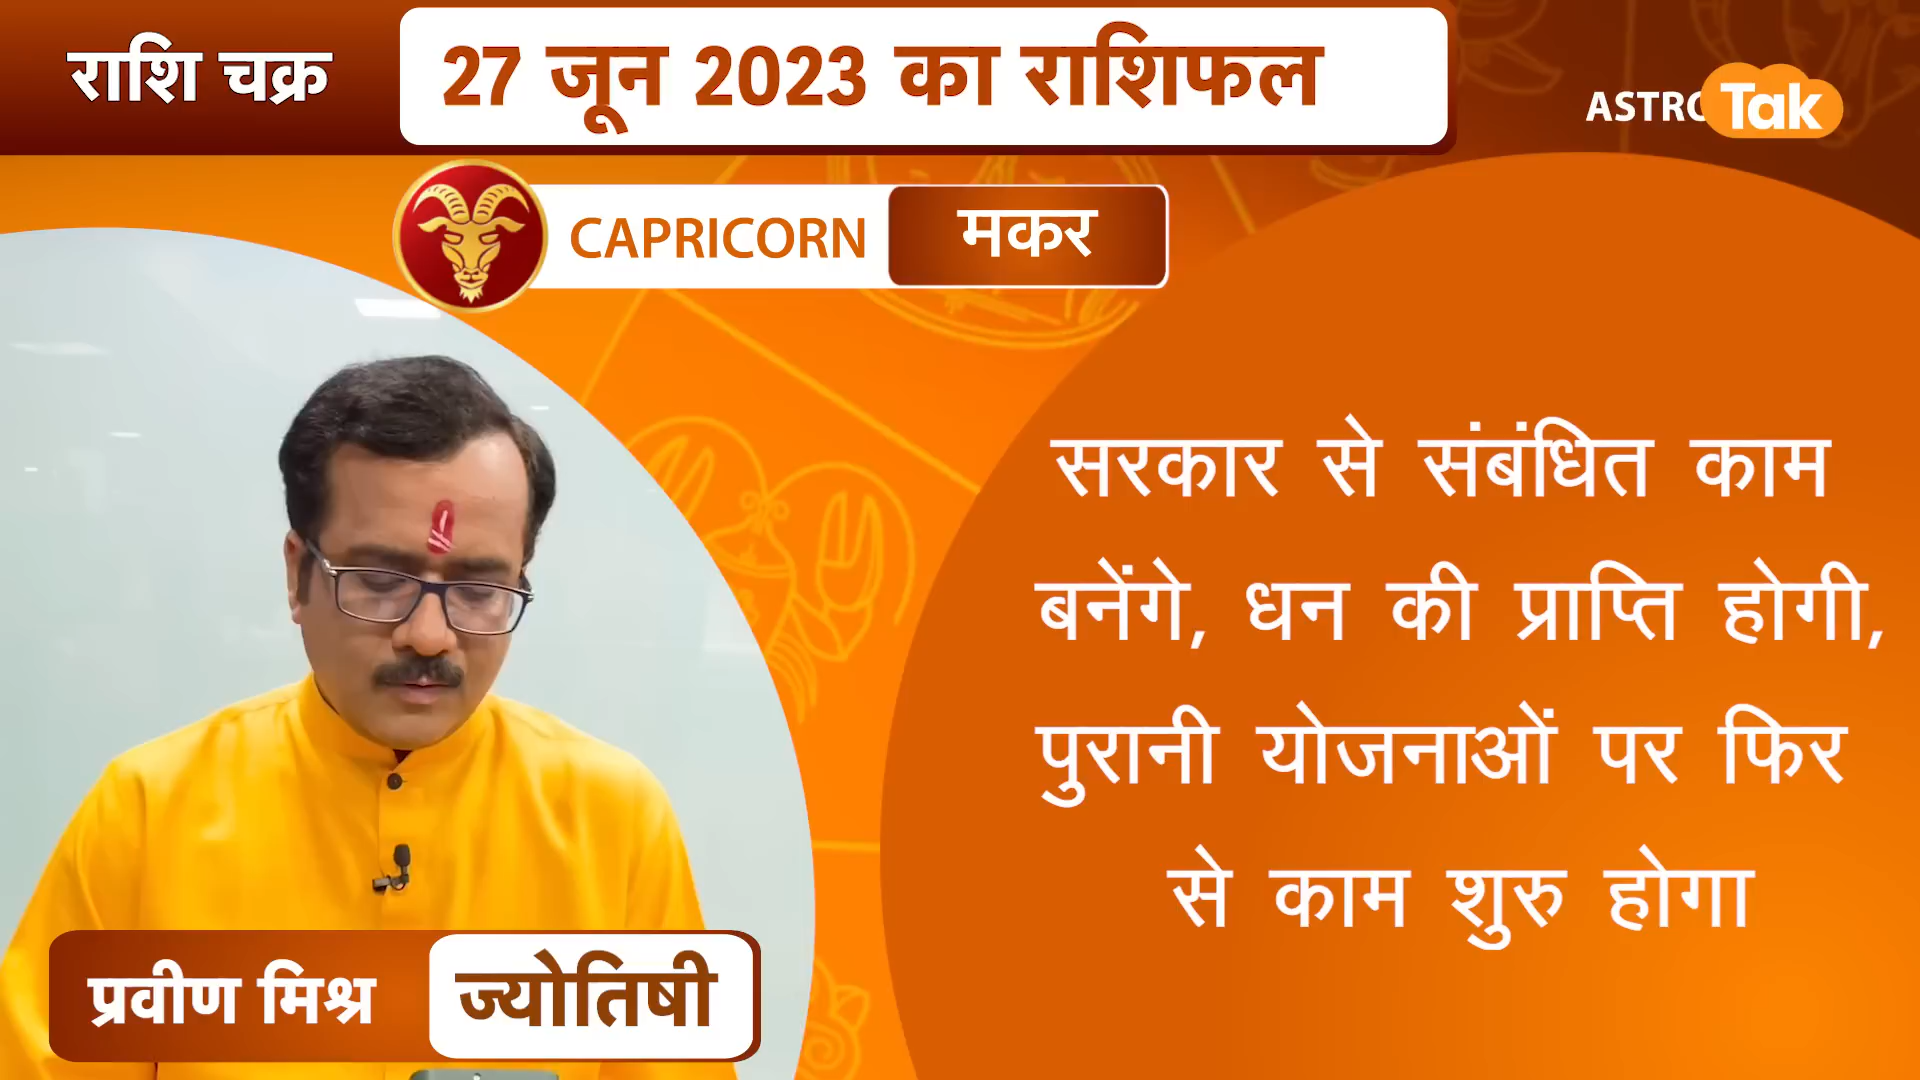 राशि चक्र
27 जून 2023 का राशिफल
ASTRO Tak
CAPRICORN मकर
सरकार से संबंधित काम
बनेंगे, धन की प्राप्ति होगी,
पुरानी योजनाओं पर फिर
से काम शुरु होगा
प्रवीण मिश्र ज्योतिषी